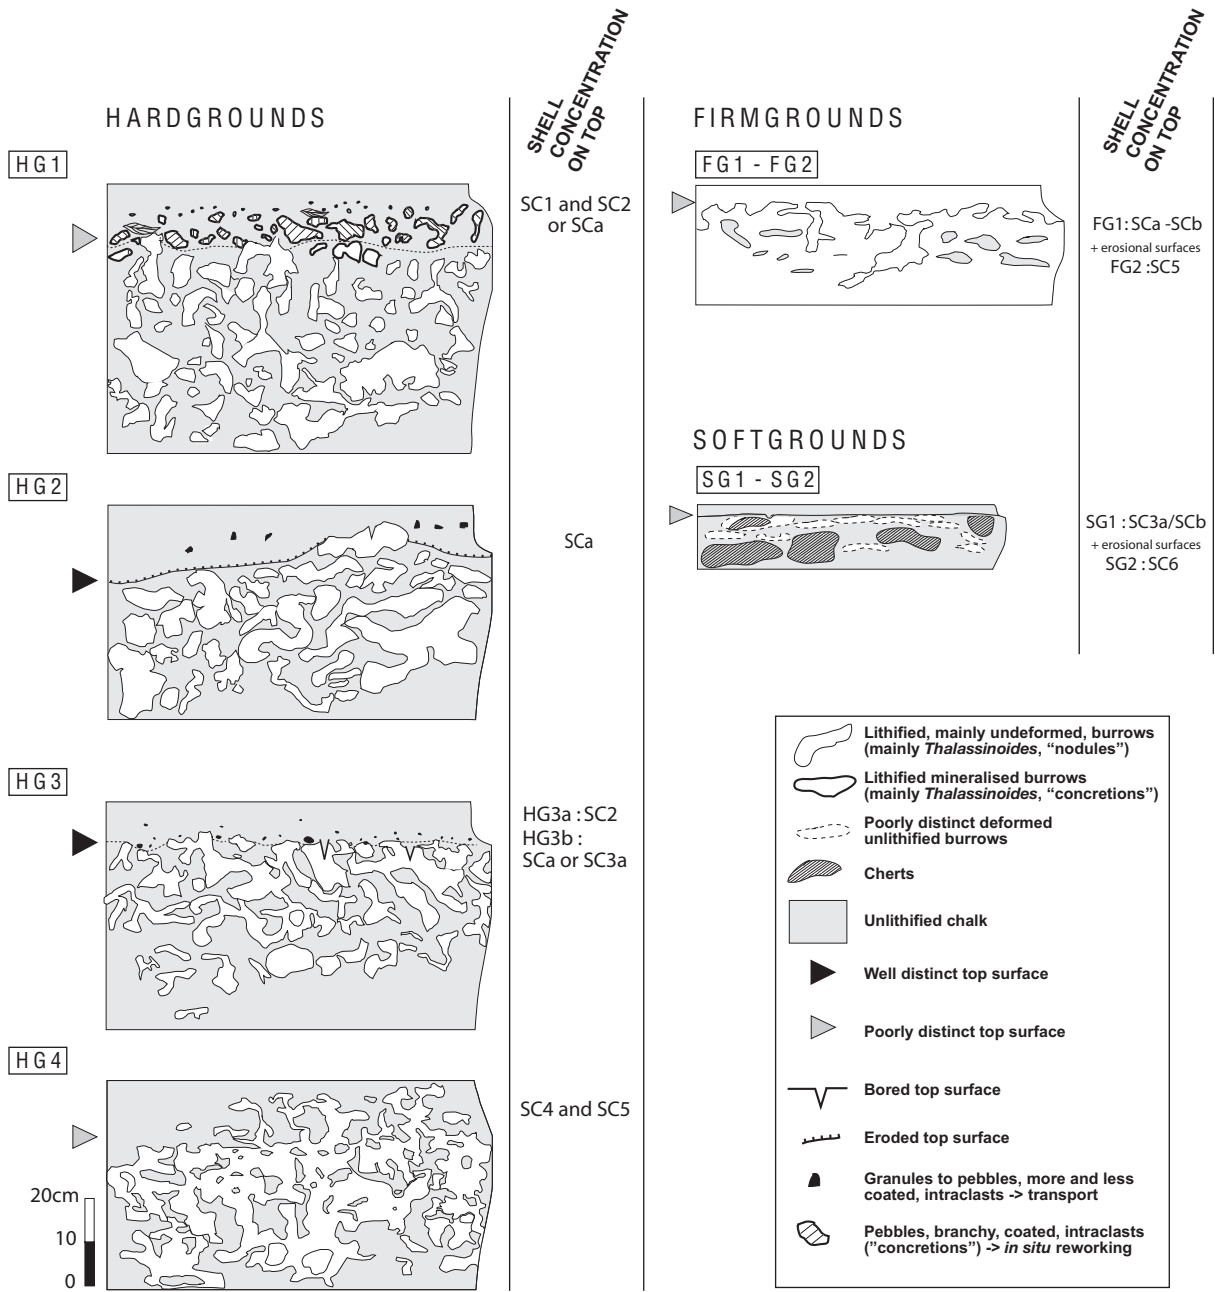 HARDGROUNDS
SHELL
CONCENTRATION
ON TOP
HG1
SC1 and SC2
or SCa
HG2
SCa
HG3
HG3a : SC2
HG3b :
SCa or SC3a
HG4
SC4 and SC5
20cm
10
0
FIRMGROUNDS
SHELL
CONCENTRATION
ON TOP
FG1 - FG2
FG1: SCa -SCb
+ erosional surfaces
FG2 :SC5
SOFTGROUNDS
SG1 - SG2
SG1 : SC3a/SCb
+ erosional surfaces
SG2 : SC6
Lithified, mainly undeformed, burrows
(mainly Thalassinoides, “nodules”)
Lithified mineralised burrows
(mainly Thalassinoides, “concretions”)
Poorly distinct deformed
unlithified burrows
Cherts
Unlithified chalk
Well distinct top surface
Poorly distinct top surface
Bored top surface
Eroded top surface
Granules to pebbles, more and less
coated, intraclasts -> transport
Pebbles, branchy, coated, intraclasts
("concretions”) -> in situ reworking